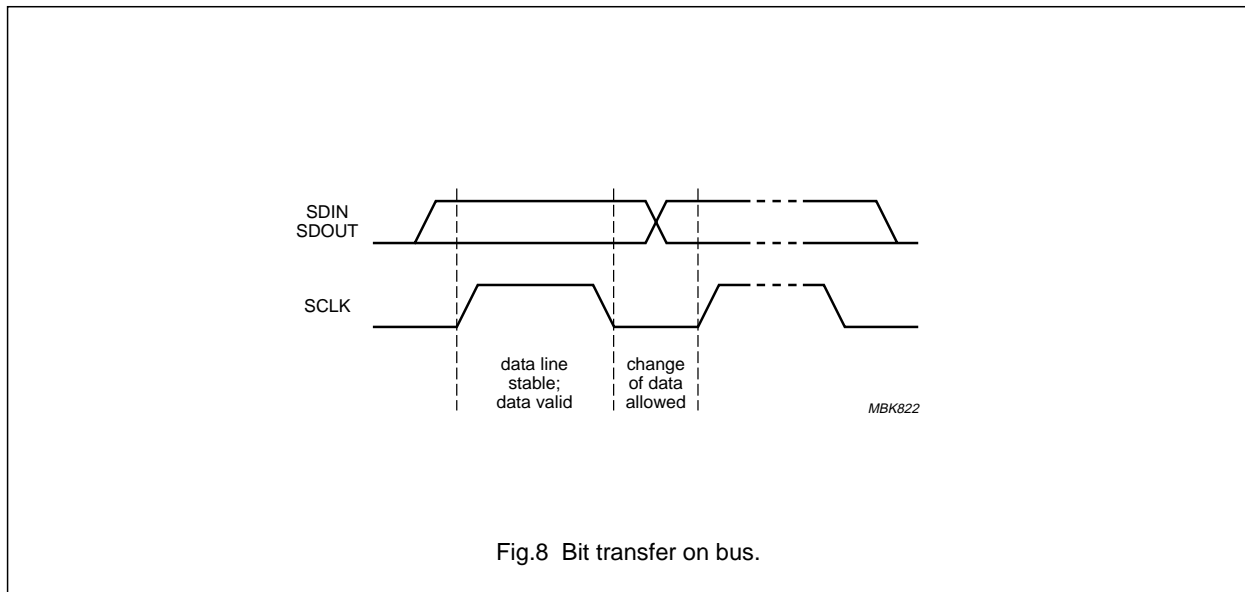 SDIN
SDOUT
SCLK
data line
stable;
data valid
change
of data
allowed
MBK822
Fig.8 Bit transfer on bus.